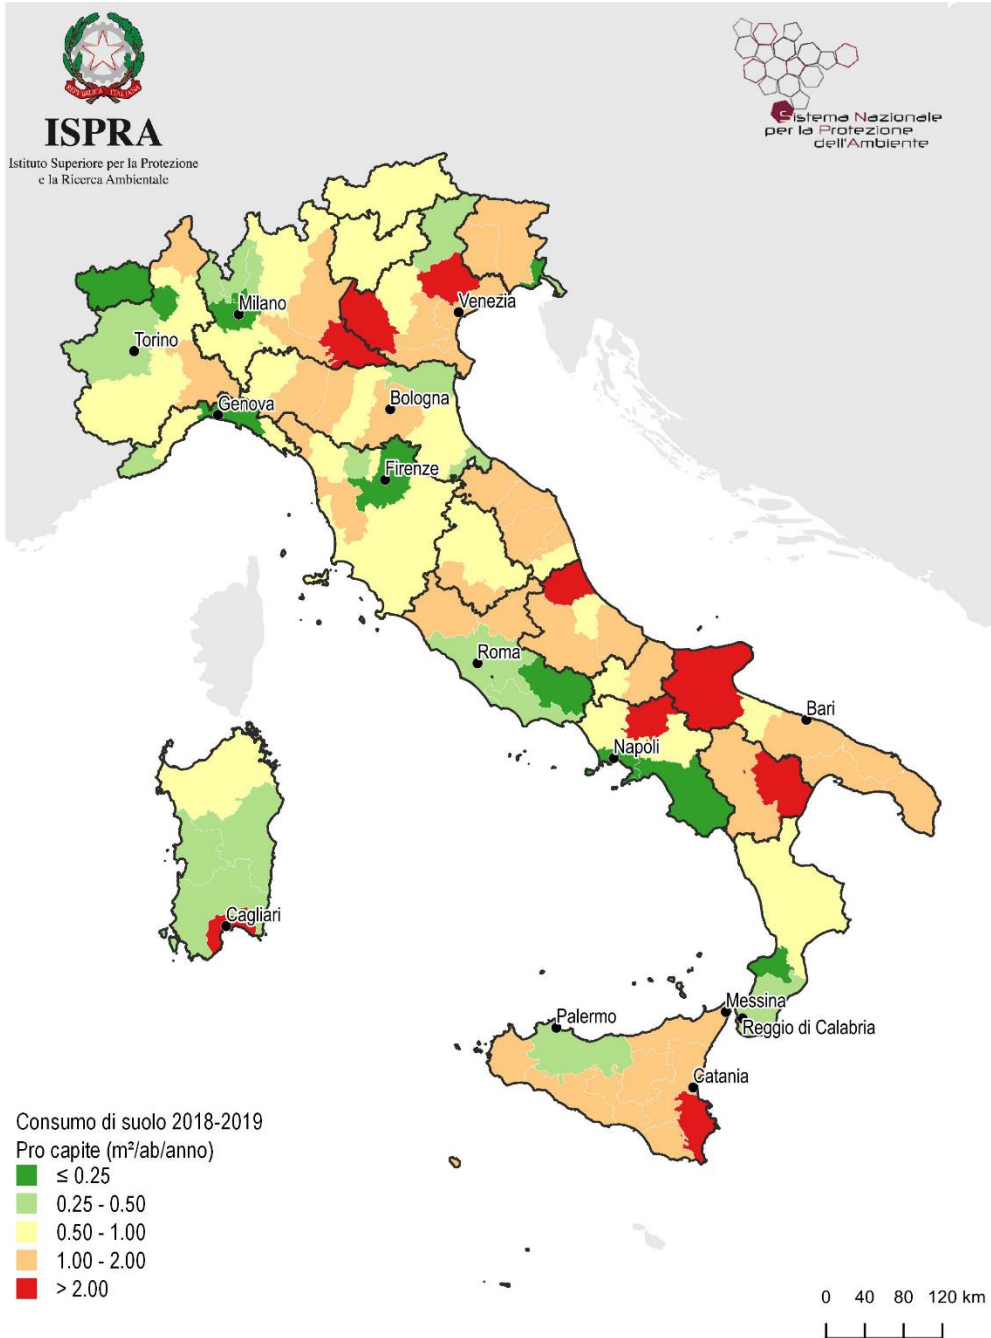 REPVBBLICA ITALIANA
ISPRA
Istituto Superiore per la Protezione
e la Ricerca Ambientale
Sistema Nazionale
per la Protezione
dell'Ambiente
Milano
Venezia
Torino
Genova
Bologna
Firenze
Roma
Bari
Napoli
Cagliari
Messina
Palermo
Reggio di Calabria
Catania
Consumo di suolo 2018-2019
Pro capite (m²/ab/anno)
≤ 0.25
0.25 - 0.50
0.50 - 1.00
1.00 - 2.00
> 2.00
0 40 80 120 km